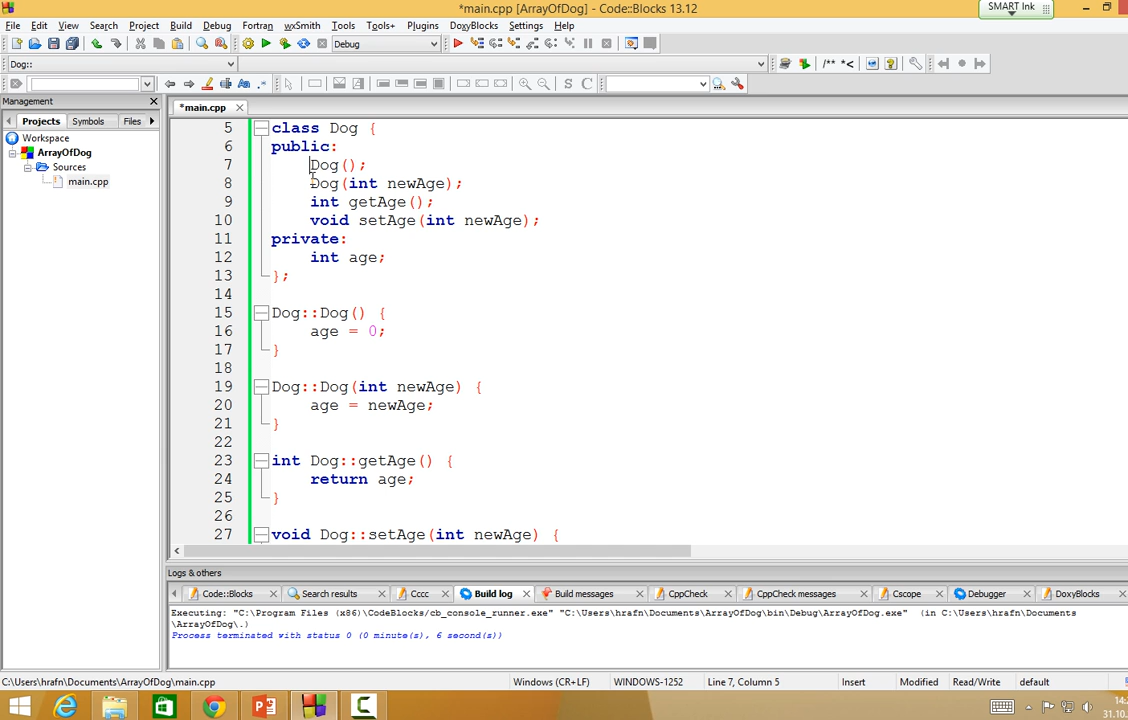 *main.cpp [ArrayOfDog] - Code::Blocks 13.12
SMART Ink
File Edit View Search Project Build Debug Fortran wxSmith Tools Tools+ Plugins DoxyBlocks Settings Help
Debug
Dog::
/** *<
S C
Management
*main.cpp
Projects Symbols Files
Workspace
ArrayOfDog
Sources
main.cpp
5 class Dog {
6 public:
7 Dog();
8 Dog(int newAge);
9 int getAge();
10 void setAge(int newAge);
11 private:
12 int age;
13 };
14
15 Dog::Dog() {
16 age = 0;
17 }
18
19 Dog::Dog(int newAge) {
20 age = newAge;
21 }
22
23 int Dog::getAge() {
24 return age;
25 }
26
27 void Dog::setAge(int newAge) {
Logs & others
Code::Blocks Search results Cccc Build log Build messages CppCheck CppCheck messages Cscope Debugger DoxyBlocks
Executing: "C:\Program Files (x86)\CodeBlocks/cb_console_runner.exe" "C:\Users\hrafn\Documents\ArrayOfDog\bin\Debug\ArrayOfDog.exe" (in C:\Users\hrafn\Documents
\ArrayOfDog\.)
Process terminated with status 0 (0 minute(s), 6 second(s))
C:\Users\hrafn\Documents\ArrayOfDog\main.cpp Windows (CR+LF) WINDOWS-1252 Line 7, Column 5 Insert Modified Read/Write default